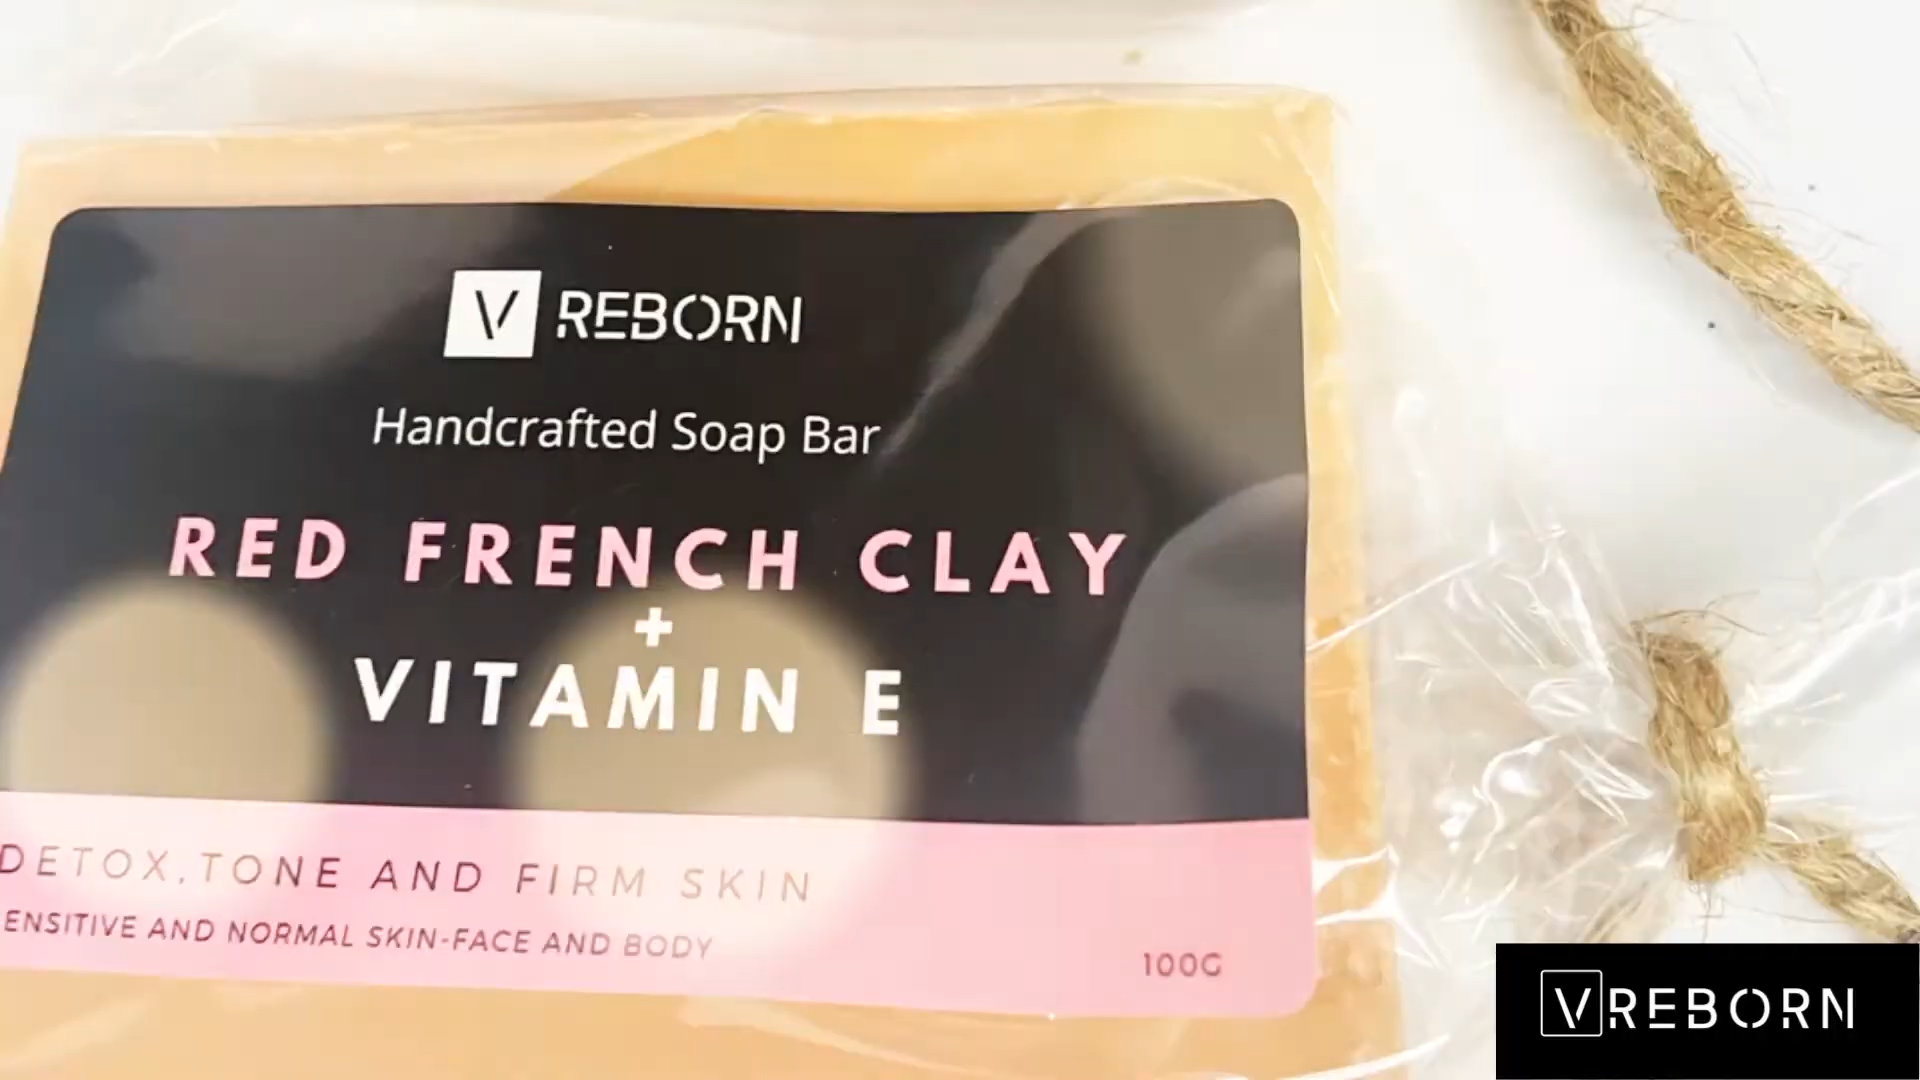 V REBORN
Handcrafted Soap Bar
RED FRENCH CLAY
+
VITAMIN E
DETOX,TONE AND FIRM SKIN
ENSITIVE AND NORMAL SKIN-FACE AND BODY
100G
VREBORN